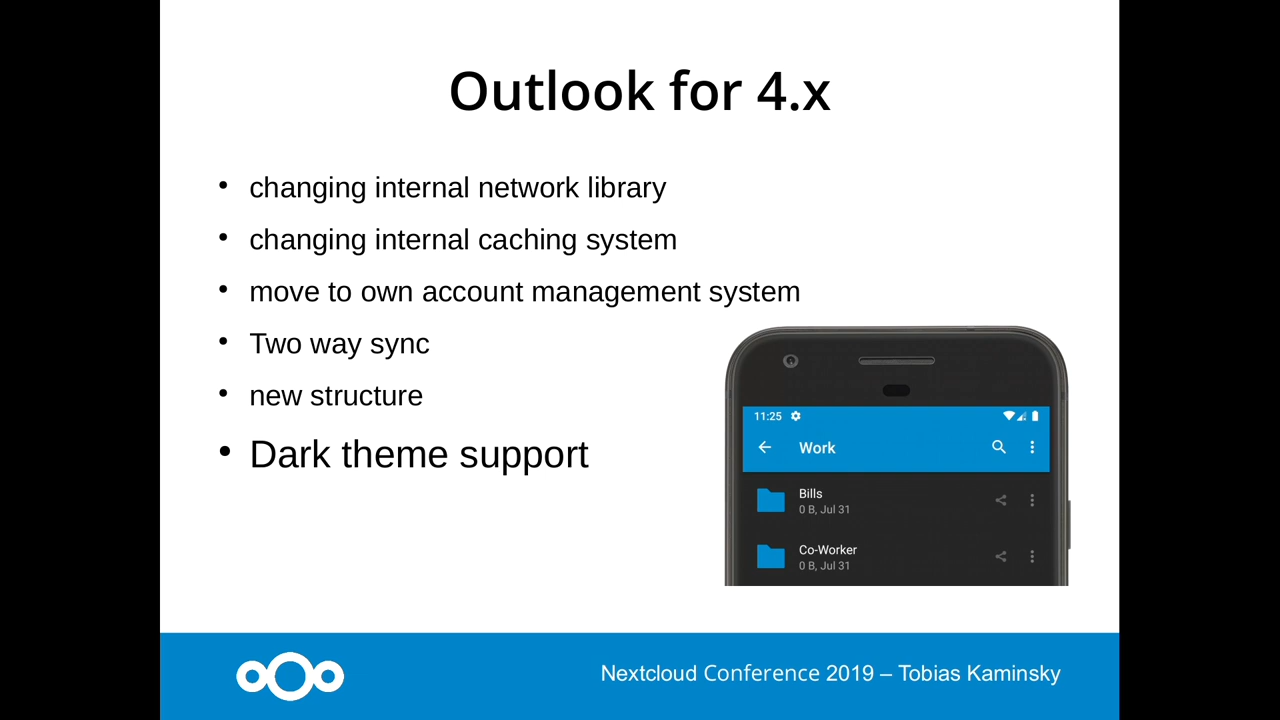 Outlook for 4.x
• changing internal network library
• changing internal caching system
• move to own account management system
• Two way sync
• new structure
• Dark theme support
11:25
Work
Bills
0 B, Jul 31
Co-Worker
0 B, Jul 31
Nextcloud Conference 2019 – Tobias Kaminsky